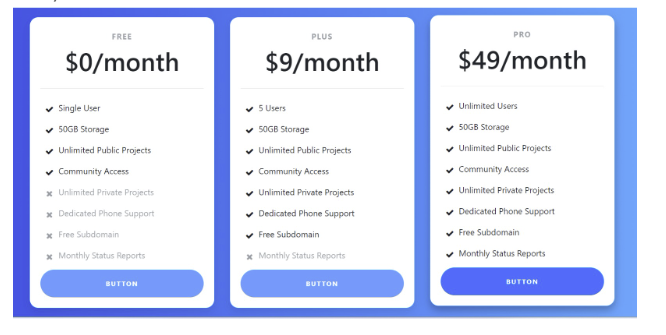 FREE
$0/month
Single User
50GB Storage
Unlimited Public Projects
Community Access
Unlimited Private Projects
Dedicated Phone Support
Free Subdomain
Monthly Status Reports
BUTTON
PLUS
$9/month
5 Users
50GB Storage
Unlimited Public Projects
Community Access
Unlimited Private Projects
Dedicated Phone Support
Free Subdomain
Monthly Status Reports
BUTTON
PRO
$49/month
Unlimited Users
50GB Storage
Unlimited Public Projects
Community Access
Unlimited Private Projects
Dedicated Phone Support
Free Subdomain
Monthly Status Reports
BUTTON